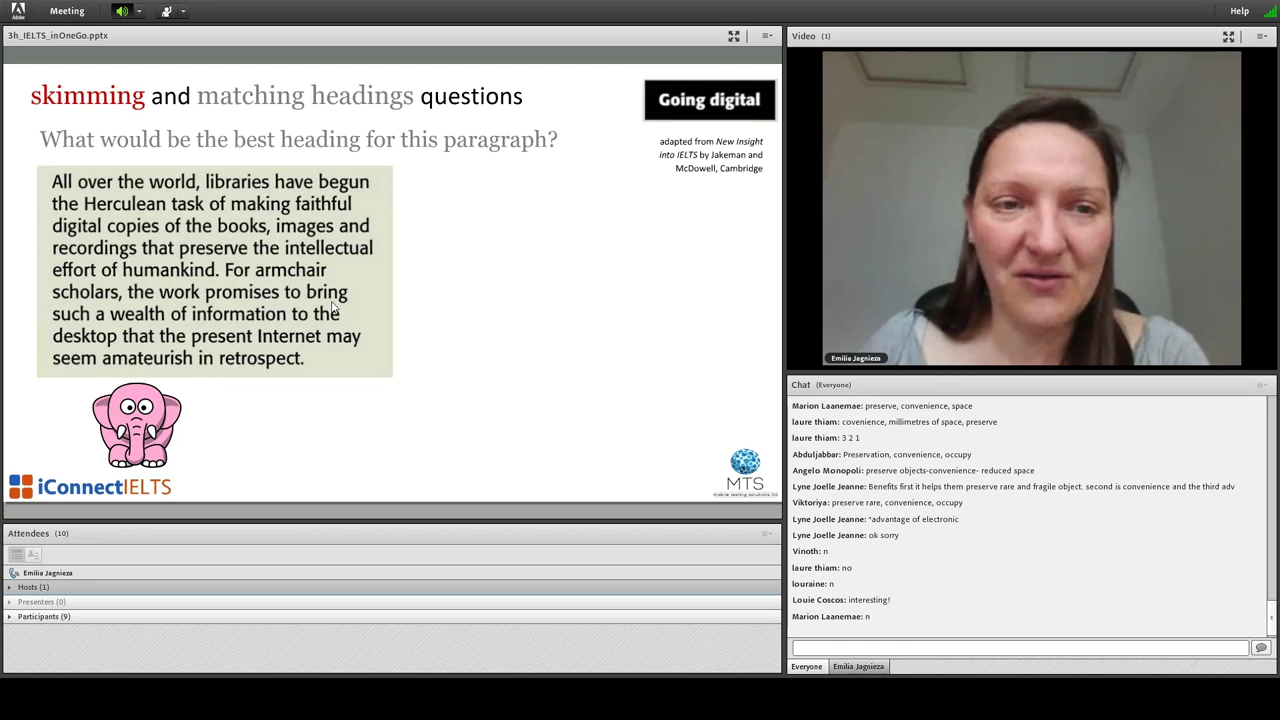 Adobe
Meeting
Help
3h_IELTS_inOneGo.pptx
skimming and matching headings questions
Going digital
What would be the best heading for this paragraph?
adapted from New Insight
into IELTS by Jakeman and
McDowell, Cambridge
All over the world, libraries have begun
the Herculean task of making faithful
digital copies of the books, images and
recordings that preserve the intellectual
effort of humankind. For armchair
scholars, the work promises to bring
such a wealth of information to the
desktop that the present Internet may
seem amateurish in retrospect.
iConnectIELTS
MTS
mobile testing solutions ltd
Attendees (10)
Emilia Jagnieza
Hosts (1)
Presenters (0)
Participants (9)
Video (1)
Emilia Jagnieza
Chat (Everyone)
Marion Laanemae: preserve, convenience, space
laure thiam: covenience, millimetres of space, preserve
laure thiam: 3 2 1
Abduljabbar: Preservation, convenience, occupy
Angelo Monopoli: preserve objects-convenience- reduced space
Lyne Joelle Jeanne: Benefits first it helps them preserve rare and fragile object. second is convenience and the third adv
Viktoriya: preserve rare, convenience, occupy
Lyne Joelle Jeanne: *advantage of electronic
Lyne Joelle Jeanne: ok sorry
Vinoth: n
laure thiam: no
louraine: n
Louie Coscos: interesting!
Marion Laanemae: n
Everyone
Emilia Jagnieza